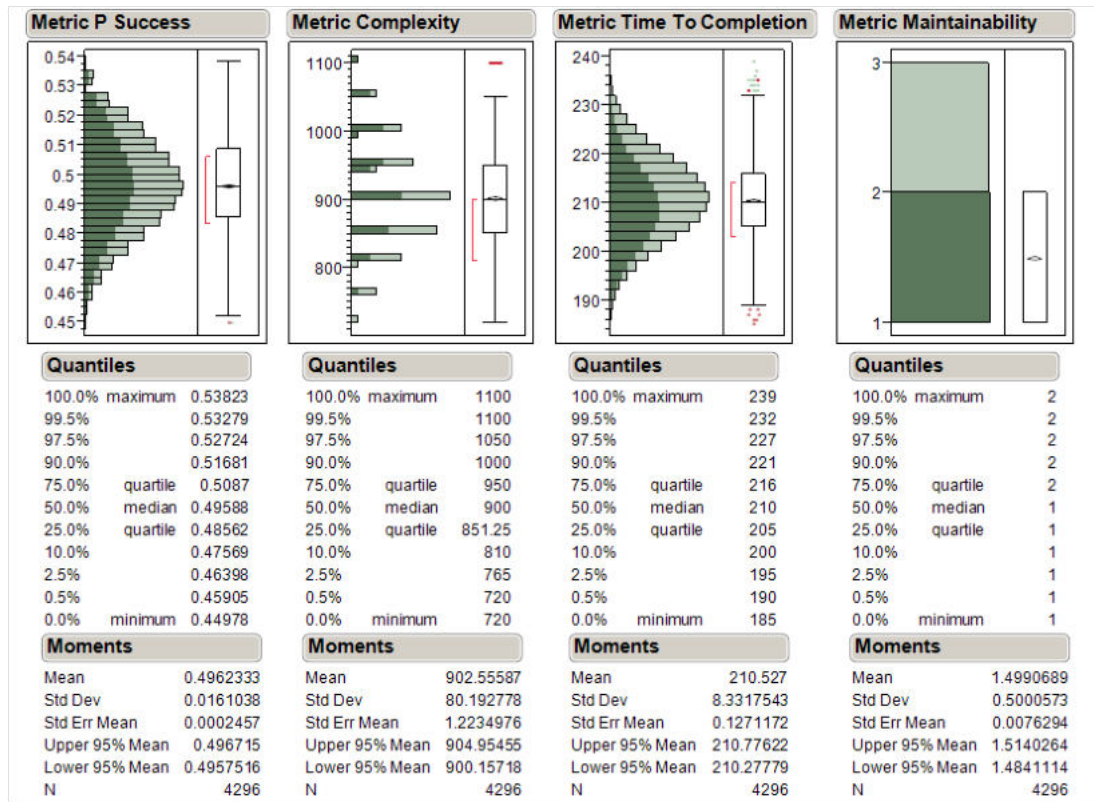 Metric P Success
0.54
0.53
0.52
0.51
0.5
0.49
0.48
0.47
0.46
0.45
Quantiles
100.0% maximum 0.53823
99.5% 0.53279
97.5% 0.52724
90.0% 0.51681
75.0% quartile 0.5087
50.0% median 0.49588
25.0% quartile 0.48562
10.0% 0.47569
2.5% 0.46398
0.5% 0.45905
0.0% minimum 0.44978
Moments
Mean 0.4962333
Std Dev 0.0161038
Std Err Mean 0.0002457
Upper 95% Mean 0.496715
Lower 95% Mean 0.4957516
N 4296
Metric Complexity
1100
1000
900
800
Quantiles
100.0% maximum 1100
99.5% 1100
97.5% 1050
90.0% 1000
75.0% quartile 950
50.0% median 900
25.0% quartile 851.25
10.0% 810
2.5% 765
0.5% 720
0.0% minimum 720
Moments
Mean 902.55587
Std Dev 80.192778
Std Err Mean 1.2234976
Upper 95% Mean 904.95455
Lower 95% Mean 900.15718
N 4296
Metric Time To Completion
240
230
220
210
200
190
Quantiles
100.0% maximum 239
99.5% 232
97.5% 227
90.0% 221
75.0% quartile 216
50.0% median 210
25.0% quartile 205
10.0% 200
2.5% 195
0.5% 190
0.0% minimum 185
Moments
Mean 210.527
Std Dev 8.3317543
Std Err Mean 0.1271172
Upper 95% Mean 210.77622
Lower 95% Mean 210.27779
N 4296
Metric Maintainability
3
2
1
Quantiles
100.0% maximum 2
99.5% 2
97.5% 2
90.0% 2
75.0% quartile 2
50.0% median 1
25.0% quartile 1
10.0% 1
2.5% 1
0.5% 1
0.0% minimum 1
Moments
Mean 1.4990689
Std Dev 0.5000573
Std Err Mean 0.0076294
Upper 95% Mean 1.5140264
Lower 95% Mean 1.4841114
N 4296